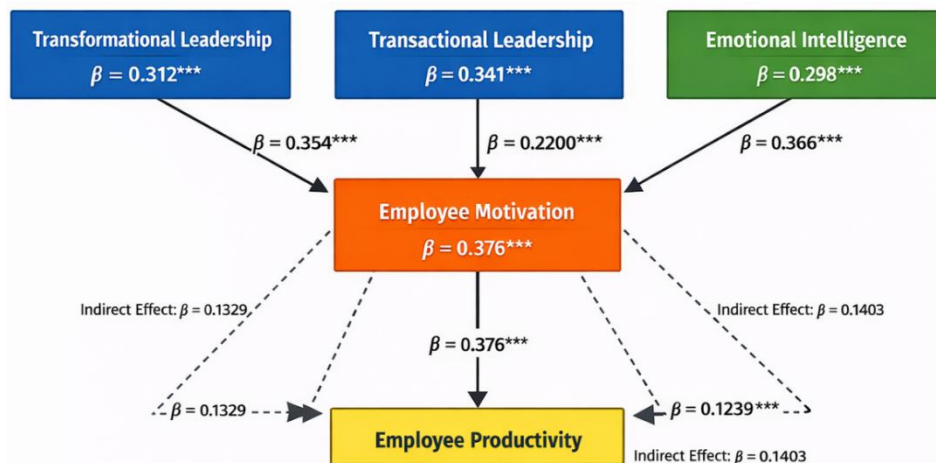 Transformational Leadership
β = 0.312***
Transactional Leadership
β = 0.341***
Emotional Intelligence
β = 0.298***
β = 0.354***
β = 0.2200***
β = 0.366***
Employee Motivation
β = 0.376***
Indirect Effect: β = 0.1329
Indirect Effect: β = 0.1403
β = 0.376***
β = 0.1329
β = 0.1239***
Employee Productivity
Indirect Effect: β = 0.1403